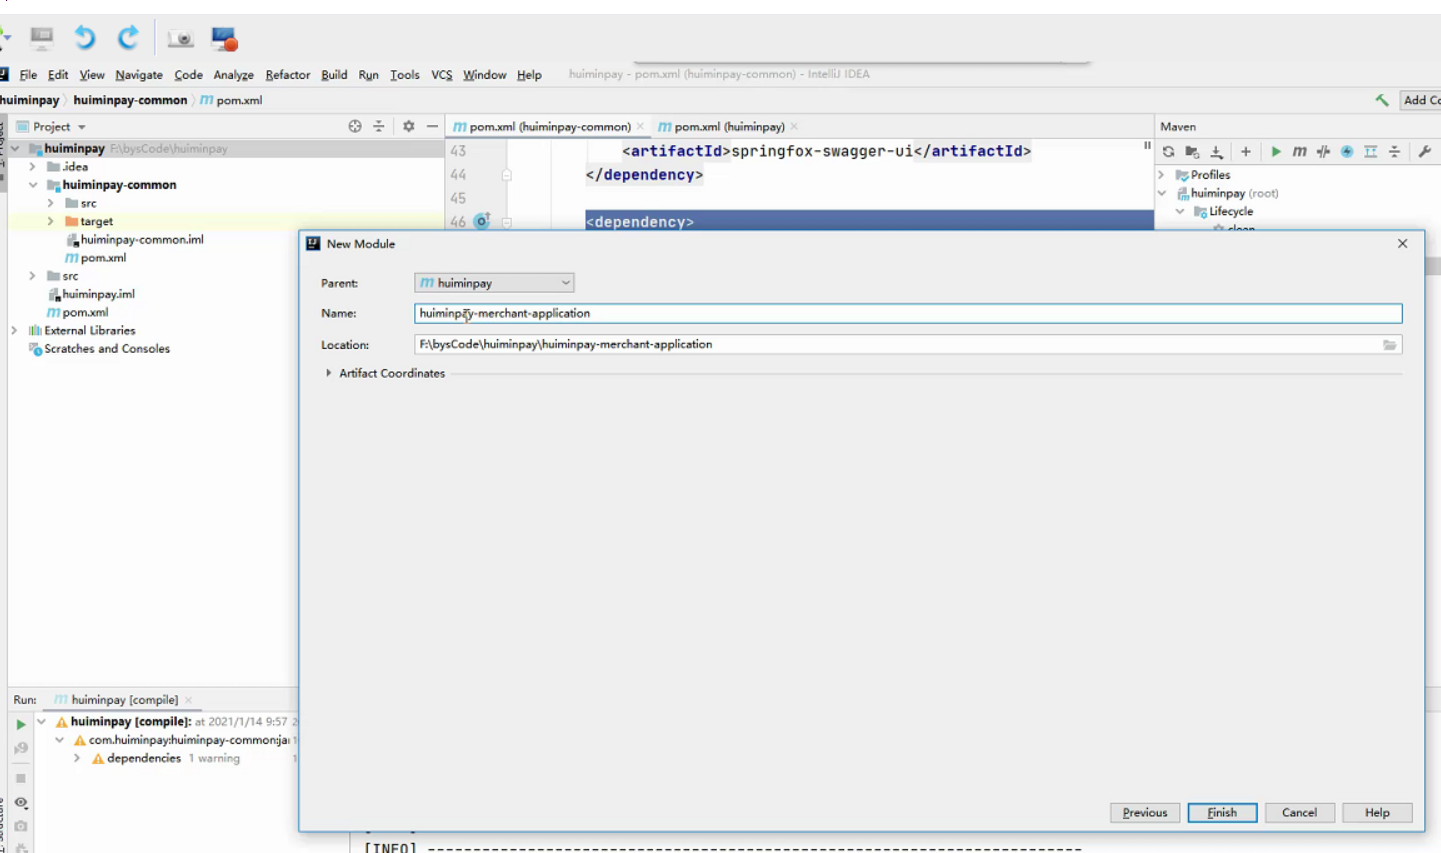 File Edit View Navigate Code Analyze Refactor Build Run Tools VCS Window Help huiminpay - pom.xml (huiminpay-common) - IntelliJ IDEA
huiminpay huiminpay-common pom.xml
Add Co
Project
pom.xml (huiminpay-common) pom.xml (huiminpay)
Maven
huiminpay F:\bysCode\huiminpay
.idea
huiminpay-common
src
target
huiminpay-common.iml
pom.xml
src
huiminpay.iml
pom.xml
External Libraries
Scratches and Consoles
43 <artifactId>springfox-swagger-ui</artifactId>
44 </dependency>
45
46 <dependency>
Profiles
huiminpay (root)
Lifecycle
clean
New Module
Parent: huiminpay
Name: huiminpay-merchant-application
Location: F:\bysCode\huiminpay\huiminpay-merchant-application
Artifact Coordinates
Previous Finish Cancel Help
Run: huiminpay [compile]
huiminpay [compile]: at 2021/1/14 9:57
com.huiminpay:huiminpay-common:ja
dependencies 1 warning
[INFO] ------------------------------------------------------------------------